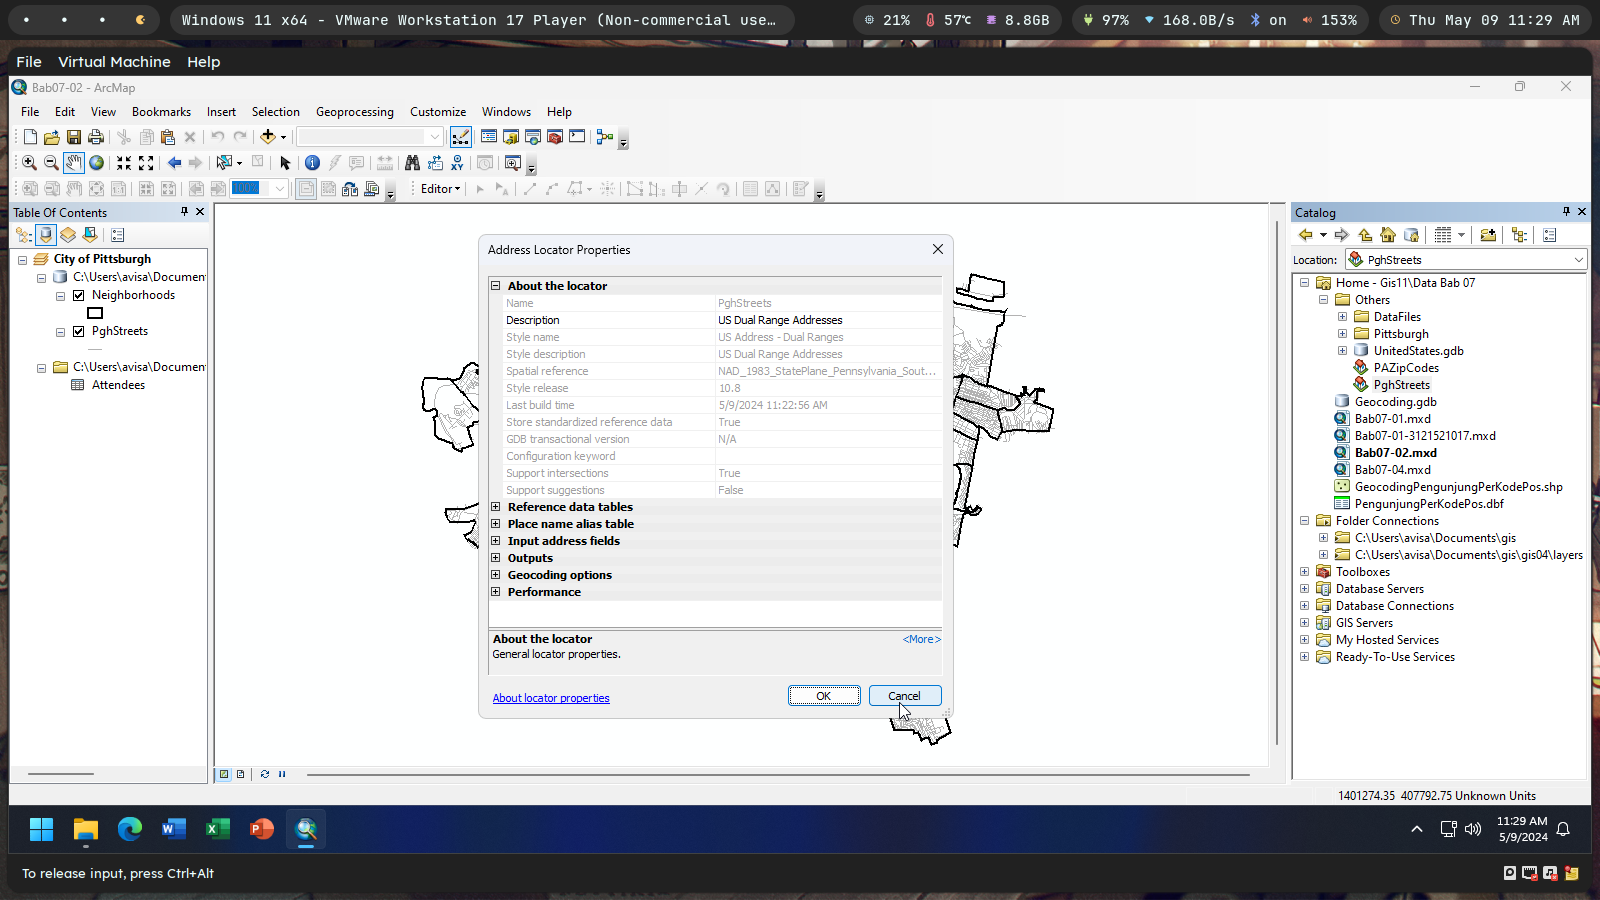 Windows 11 x64 - VMware Workstation 17 Player (Non-commercial use…
21% 57℃ 8.8GB
97% 168.0B/s on 153%
Thu May 09 11:29 AM
File Virtual Machine Help
Bab07-02 - ArcMap
File Edit View Bookmarks Insert Selection Geoprocessing Customize Windows Help
100%
Editor
Table Of Contents
City of Pittsburgh
C:\Users\avisa\Documen
Neighborhoods
PghStreets
C:\Users\avisa\Documen
Attendees
Address Locator Properties
About the locator
Name PghStreets
Description US Dual Range Addresses
Style name US Address - Dual Ranges
Style description US Dual Range Addresses
Spatial reference NAD_1983_StatePlane_Pennsylvania_Sout...
Style release 10.8
Last build time 5/9/2024 11:22:56 AM
Store standardized reference data True
GDB transactional version N/A
Configuration keyword
Support intersections True
Support suggestions False
Reference data tables
Place name alias table
Input address fields
Outputs
Geocoding options
Performance
About the locator <More>
General locator properties.
About locator properties OK Cancel
Catalog
Location: PghStreets
Home - Gis11\Data Bab 07
Others
DataFiles
Pittsburgh
UnitedStates.gdb
PAZipCodes
PghStreets
Geocoding.gdb
Bab07-01.mxd
Bab07-01-3121521017.mxd
Bab07-02.mxd
Bab07-04.mxd
GeocodingPengunjungPerKodePos.shp
PengunjungPerKodePos.dbf
Folder Connections
C:\Users\avisa\Documents\gis
C:\Users\avisa\Documents\gis\gis04\layers
Toolboxes
Database Servers
Database Connections
GIS Servers
My Hosted Services
Ready-To-Use Services
1401274.35 407792.75 Unknown Units
11:29 AM
5/9/2024
To release input, press Ctrl+Alt